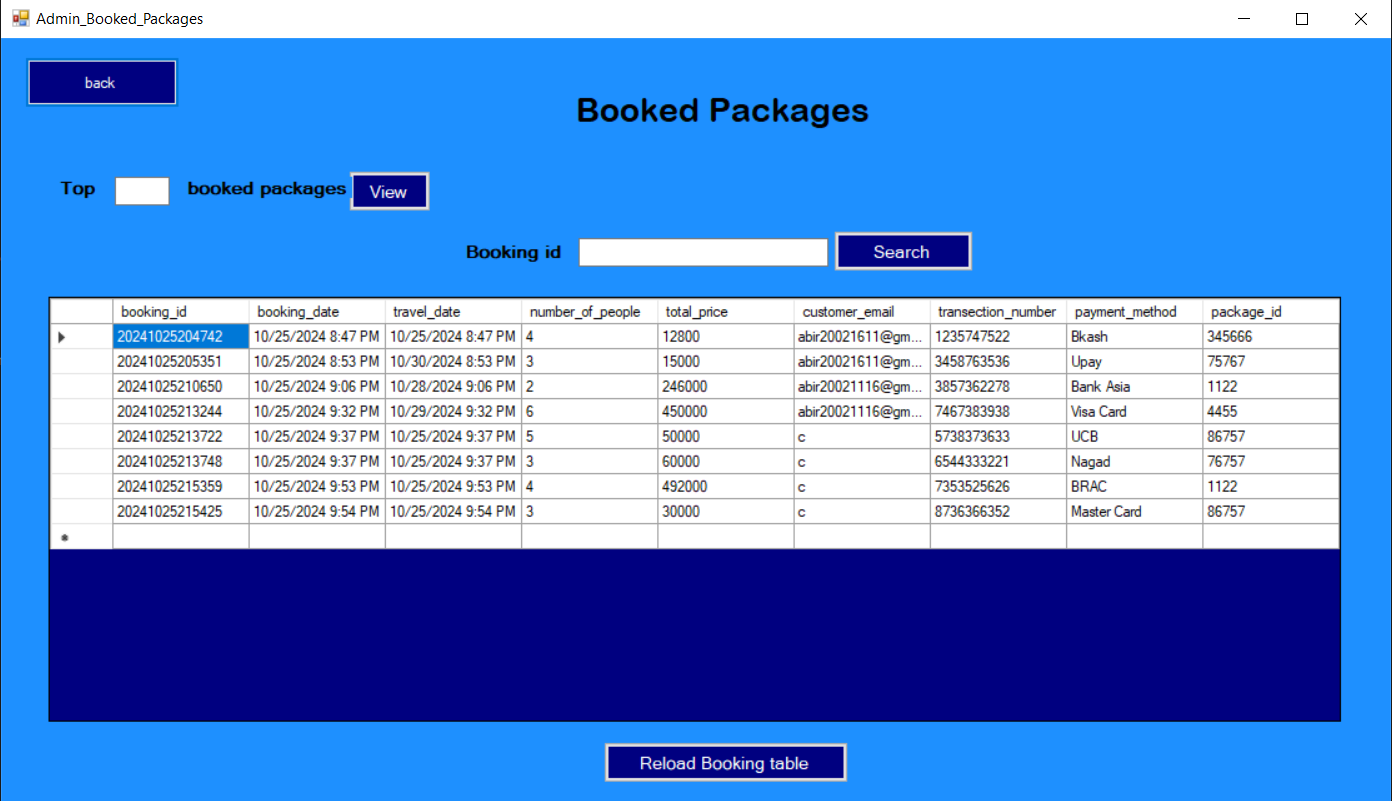 Admin_Booked_Packages
back
Booked Packages
Top booked packages View
Booking id Search
booking_id booking_date travel_date number_of_people total_price customer_email transection_number payment_method package_id
20241025204742 10/25/2024 8:47 PM 10/25/2024 8:47 PM 4 12800 abir20021611@gm... 1235747522 Bkash 345666
20241025205351 10/25/2024 8:53 PM 10/30/2024 8:53 PM 3 15000 abir20021611@gm... 3458763536 Upay 75767
20241025210650 10/25/2024 9:06 PM 10/28/2024 9:06 PM 2 246000 abir20021116@gm... 3857362278 Bank Asia 1122
20241025213244 10/25/2024 9:32 PM 10/29/2024 9:32 PM 6 450000 abir20021116@gm... 7467383938 Visa Card 4455
20241025213722 10/25/2024 9:37 PM 10/25/2024 9:37 PM 5 50000 c 5738373633 UCB 86757
20241025213748 10/25/2024 9:37 PM 10/25/2024 9:37 PM 3 60000 c 6544333221 Nagad 76757
20241025215359 10/25/2024 9:53 PM 10/25/2024 9:53 PM 4 492000 c 7353525626 BRAC 1122
20241025215425 10/25/2024 9:54 PM 10/25/2024 9:54 PM 3 30000 c 8736366352 Master Card 86757
Reload Booking table